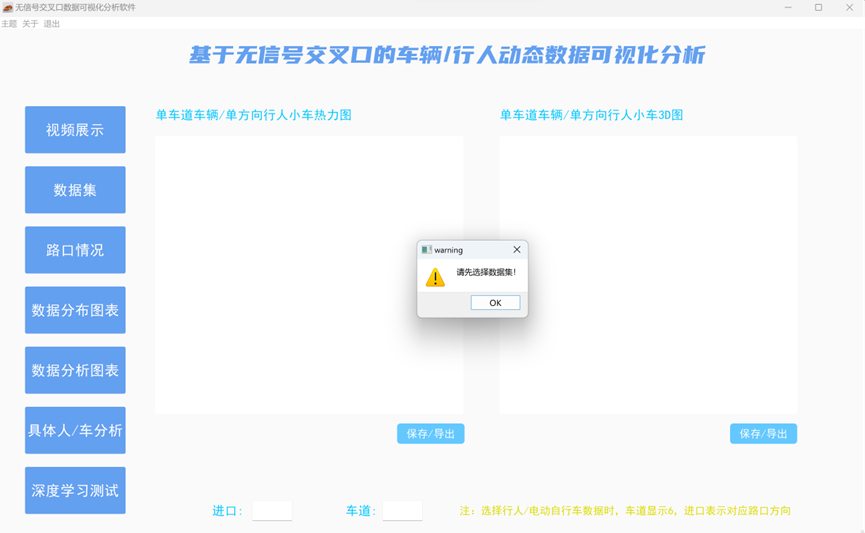 无信号交叉口数据可视化分析软件
主题 关于 退出
基于无信号交叉口的车辆/行人动态数据可视化分析
视频展示
数据集
路口情况
数据分布图表
数据分析图表
具体人/车分析
深度学习测试
单车道车辆/单方向行人小车热力图
单车道车辆/单方向行人小车3D图
warning
请先选择数据集!
OK
保存/导出
保存/导出
进口:
车道:
注: 选择行人/电动自行车数据时, 车道显示6, 进口表示对应路口方向